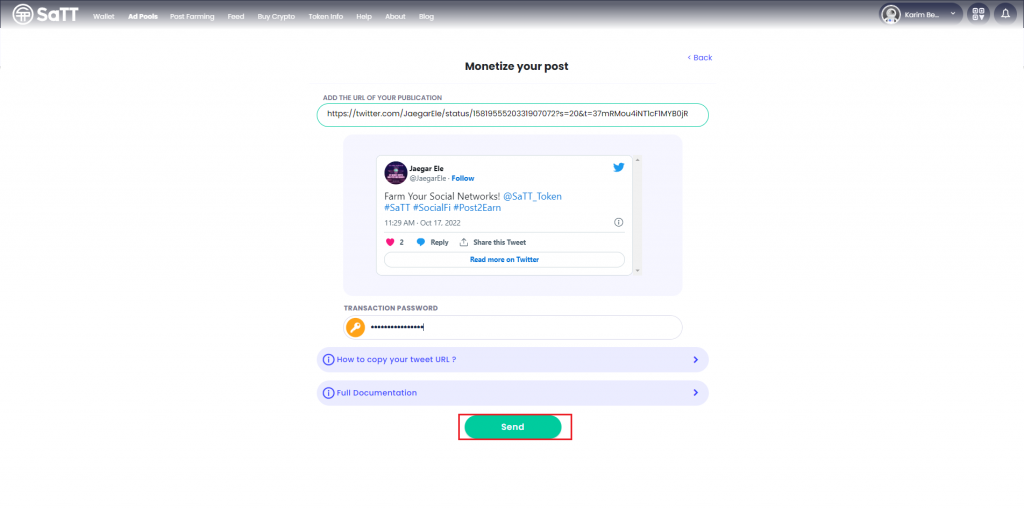 SaTT Wallet Ad Pools Post Farming Feed Buy Crypto Token Info Help About Blog Karim Be...
< Back
Monetize your post
ADD THE URL OF YOUR PUBLICATION
https://twitter.com/JaegarEle/status/1581955520331907072?s=20&t=37mRMou4iNT1cF1MYB0jR
Jaegar Ele
@JaegarEle · Follow
Farm Your Social Networks! @SaTT_Token
#SaTT #SocialFi #Post2Earn
11:29 AM · Oct 17, 2022
2 Reply Share this Tweet
Read more on Twitter
TRANSACTION PASSWORD
••••••••••••••••
How to copy your tweet URL ?
Full Documentation
Send